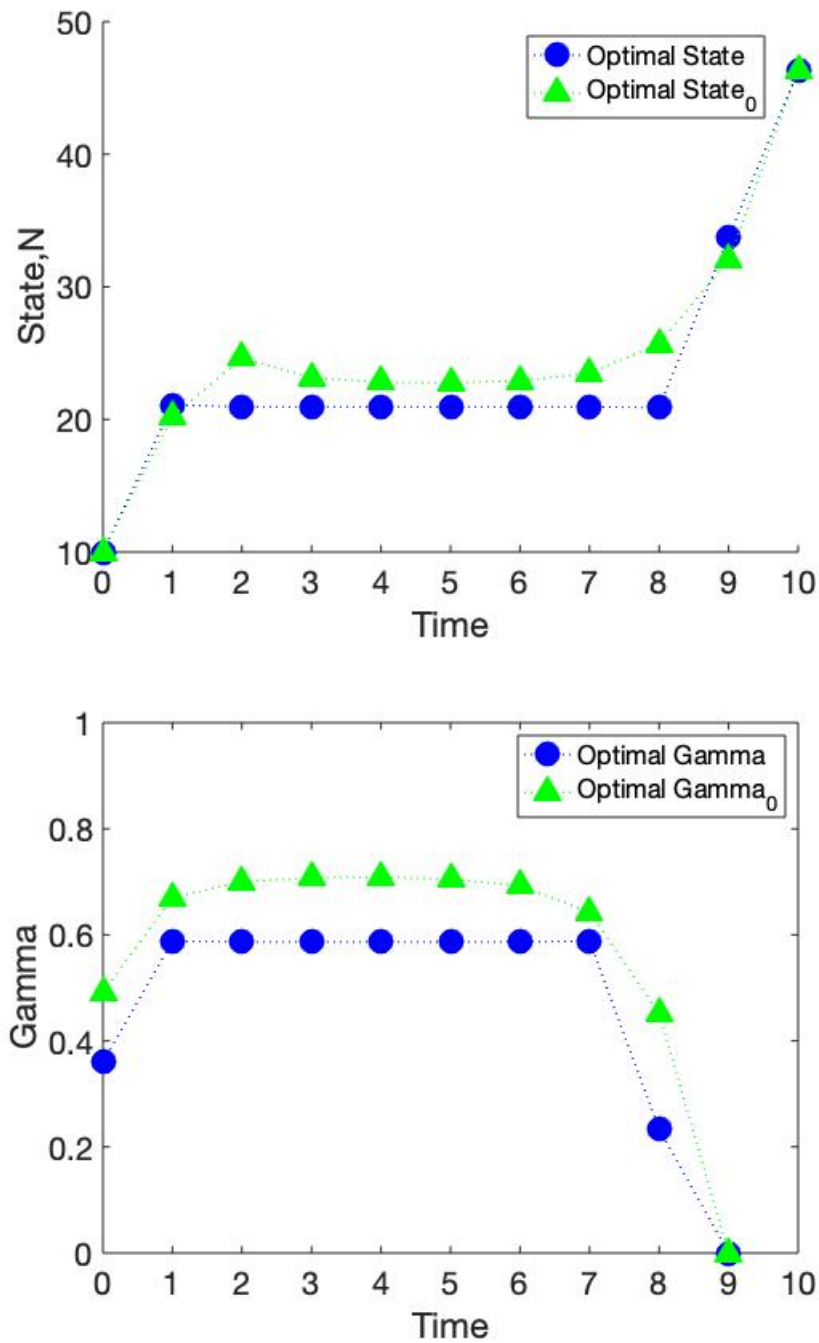 50
Optimal State
Optimal State₀
40
State,N
30
20
10
0 1 2 3 4 5 6 7 8 9 10
Time
1
Optimal Gamma
Optimal Gamma₀
0.8
0.6
Gamma
0.4
0.2
0
0 1 2 3 4 5 6 7 8 9 10
Time